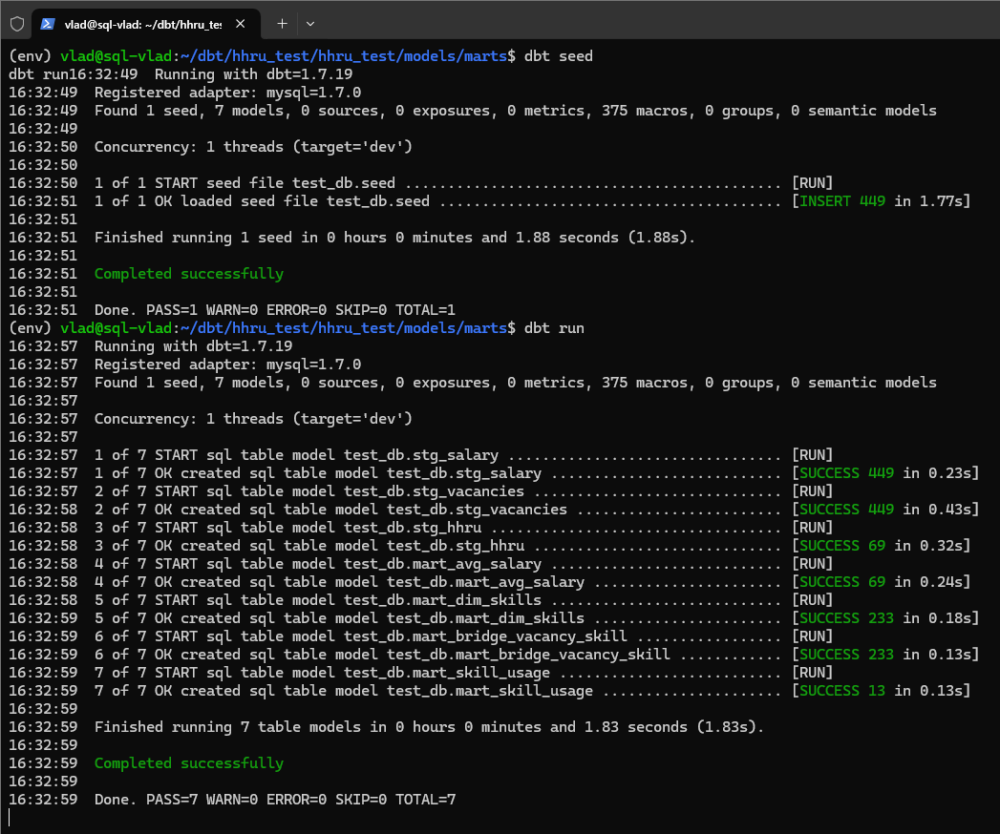 vlad@sql-vlad: ~/dbt/hhru_tes
(env) vlad@sql-vlad:~/dbt/hhru_test/hhru_test/models/marts$ dbt seed
dbt run16:32:49  Running with dbt=1.7.19
16:32:49  Registered adapter: mysql=1.7.0
16:32:49  Found 1 seed, 7 models, 0 sources, 0 exposures, 0 metrics, 375 macros, 0 groups, 0 semantic models
16:32:49
16:32:50  Concurrency: 1 threads (target='dev')
16:32:50
16:32:50  1 of 1 START seed file test_db.seed ............................................ [RUN]
16:32:51  1 of 1 OK loaded seed file test_db.seed ........................................ [INSERT 449 in 1.77s]
16:32:51
16:32:51  Finished running 1 seed in 0 hours 0 minutes and 1.88 seconds (1.88s).
16:32:51
16:32:51  Completed successfully
16:32:51
16:32:51  Done. PASS=1 WARN=0 ERROR=0 SKIP=0 TOTAL=1
(env) vlad@sql-vlad:~/dbt/hhru_test/hhru_test/models/marts$ dbt run
16:32:57  Running with dbt=1.7.19
16:32:57  Registered adapter: mysql=1.7.0
16:32:57  Found 1 seed, 7 models, 0 sources, 0 exposures, 0 metrics, 375 macros, 0 groups, 0 semantic models
16:32:57
16:32:57  Concurrency: 1 threads (target='dev')
16:32:57
16:32:57  1 of 7 START sql table model test_db.stg_salary ................................ [RUN]
16:32:57  1 of 7 OK created sql table model test_db.stg_salary ........................... [SUCCESS 449 in 0.23s]
16:32:57  2 of 7 START sql table model test_db.stg_vacancies ............................. [RUN]
16:32:58  2 of 7 OK created sql table model test_db.stg_vacancies ........................ [SUCCESS 449 in 0.43s]
16:32:58  3 of 7 START sql table model test_db.stg_hhru .................................. [RUN]
16:32:58  3 of 7 OK created sql table model test_db.stg_hhru ............................. [SUCCESS 69 in 0.32s]
16:32:58  4 of 7 START sql table model test_db.mart_avg_salary ........................... [RUN]
16:32:58  4 of 7 OK created sql table model test_db.mart_avg_salary ...................... [SUCCESS 69 in 0.24s]
16:32:58  5 of 7 START sql table model test_db.mart_dim_skills ........................... [RUN]
16:32:59  5 of 7 OK created sql table model test_db.mart_dim_skills ...................... [SUCCESS 233 in 0.18s]
16:32:59  6 of 7 START sql table model test_db.mart_bridge_vacancy_skill ................. [RUN]
16:32:59  6 of 7 OK created sql table model test_db.mart_bridge_vacancy_skill ............ [SUCCESS 233 in 0.13s]
16:32:59  7 of 7 START sql table model test_db.mart_skill_usage .......................... [RUN]
16:32:59  7 of 7 OK created sql table model test_db.mart_skill_usage ..................... [SUCCESS 13 in 0.13s]
16:32:59
16:32:59  Finished running 7 table models in 0 hours 0 minutes and 1.83 seconds (1.83s).
16:32:59
16:32:59  Completed successfully
16:32:59
16:32:59  Done. PASS=7 WARN=0 ERROR=0 SKIP=0 TOTAL=7